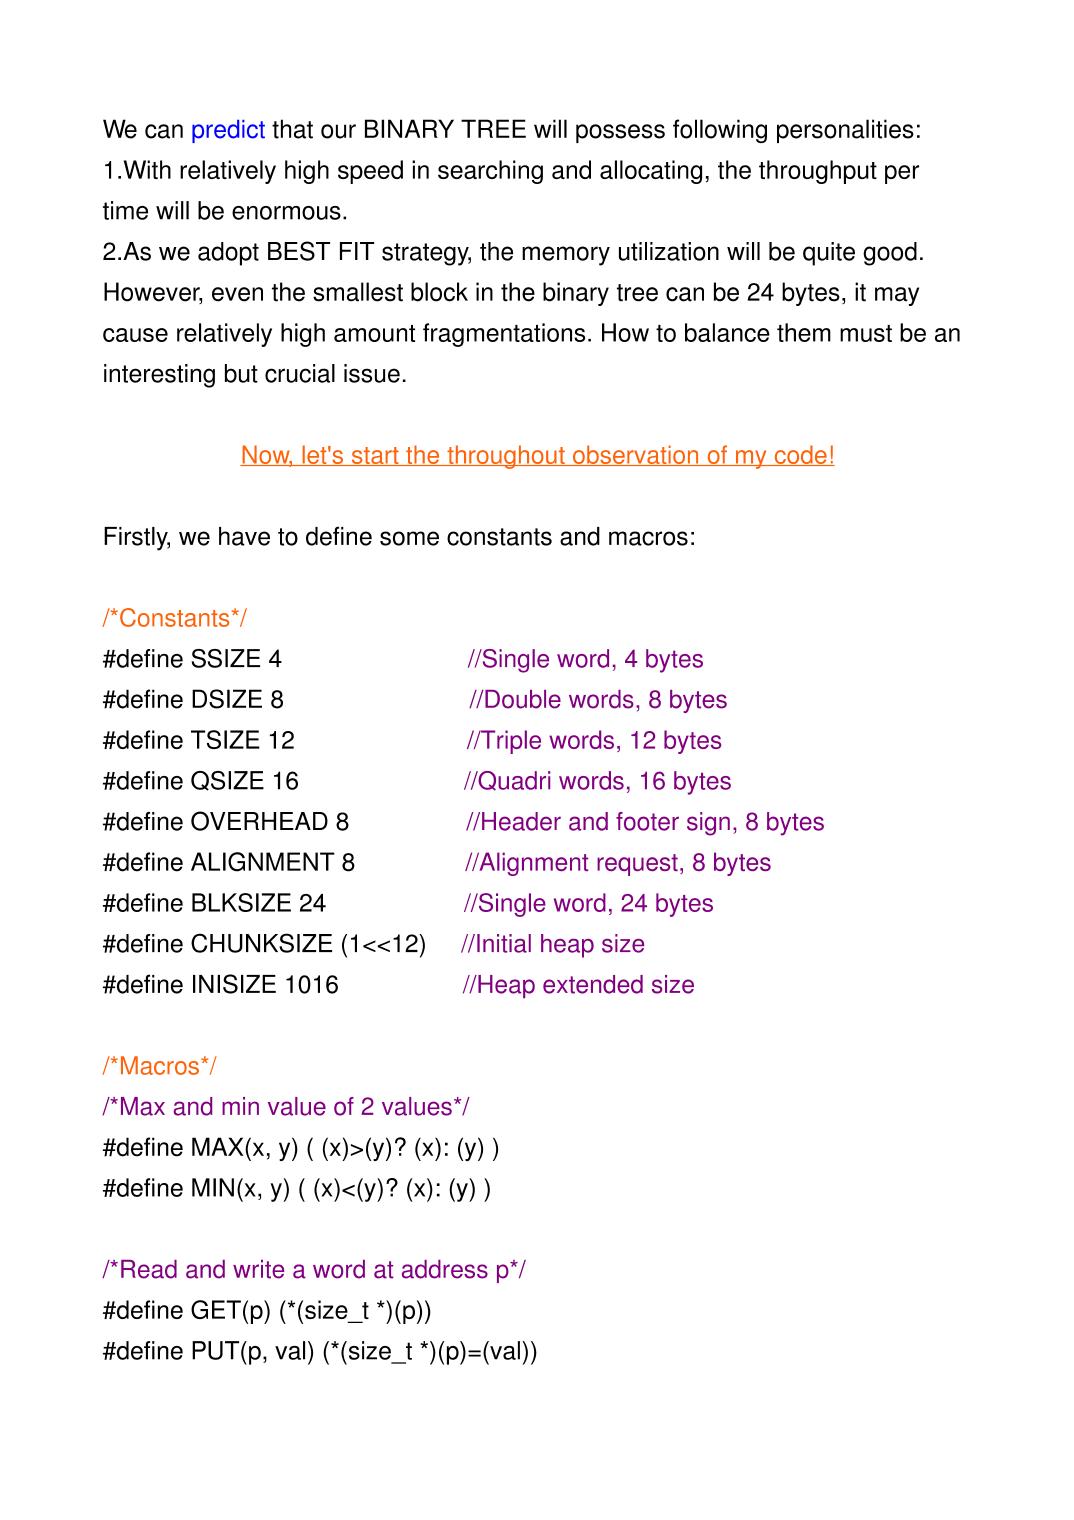 We can predict that our BINARY TREE will possess following personalities:
1.With relatively high speed in searching and allocating, the throughput per
time will be enormous.
2.As we adopt BEST FIT strategy, the memory utilization will be quite good.
However, even the smallest block in the binary tree can be 24 bytes, it may
cause relatively high amount fragmentations. How to balance them must be an
interesting but crucial issue.
Now, let's start the throughout observation of my code!
Firstly, we have to define some constants and macros:
/*Constants*/
#define SSIZE 4 //Single word, 4 bytes
#define DSIZE 8 //Double words, 8 bytes
#define TSIZE 12 //Triple words, 12 bytes
#define QSIZE 16 //Quadri words, 16 bytes
#define OVERHEAD 8 //Header and footer sign, 8 bytes
#define ALIGNMENT 8 //Alignment request, 8 bytes
#define BLKSIZE 24 //Single word, 24 bytes
#define CHUNKSIZE (1<<12) //Initial heap size
#define INISIZE 1016 //Heap extended size
/*Macros*/
/*Max and min value of 2 values*/
#define MAX(x, y) ( (x)>(y)? (x): (y) )
#define MIN(x, y) ( (x)<(y)? (x): (y) )
/*Read and write a word at address p*/
#define GET(p) (*(size_t *)(p))
#define PUT(p, val) (*(size_t *)(p)=(val))